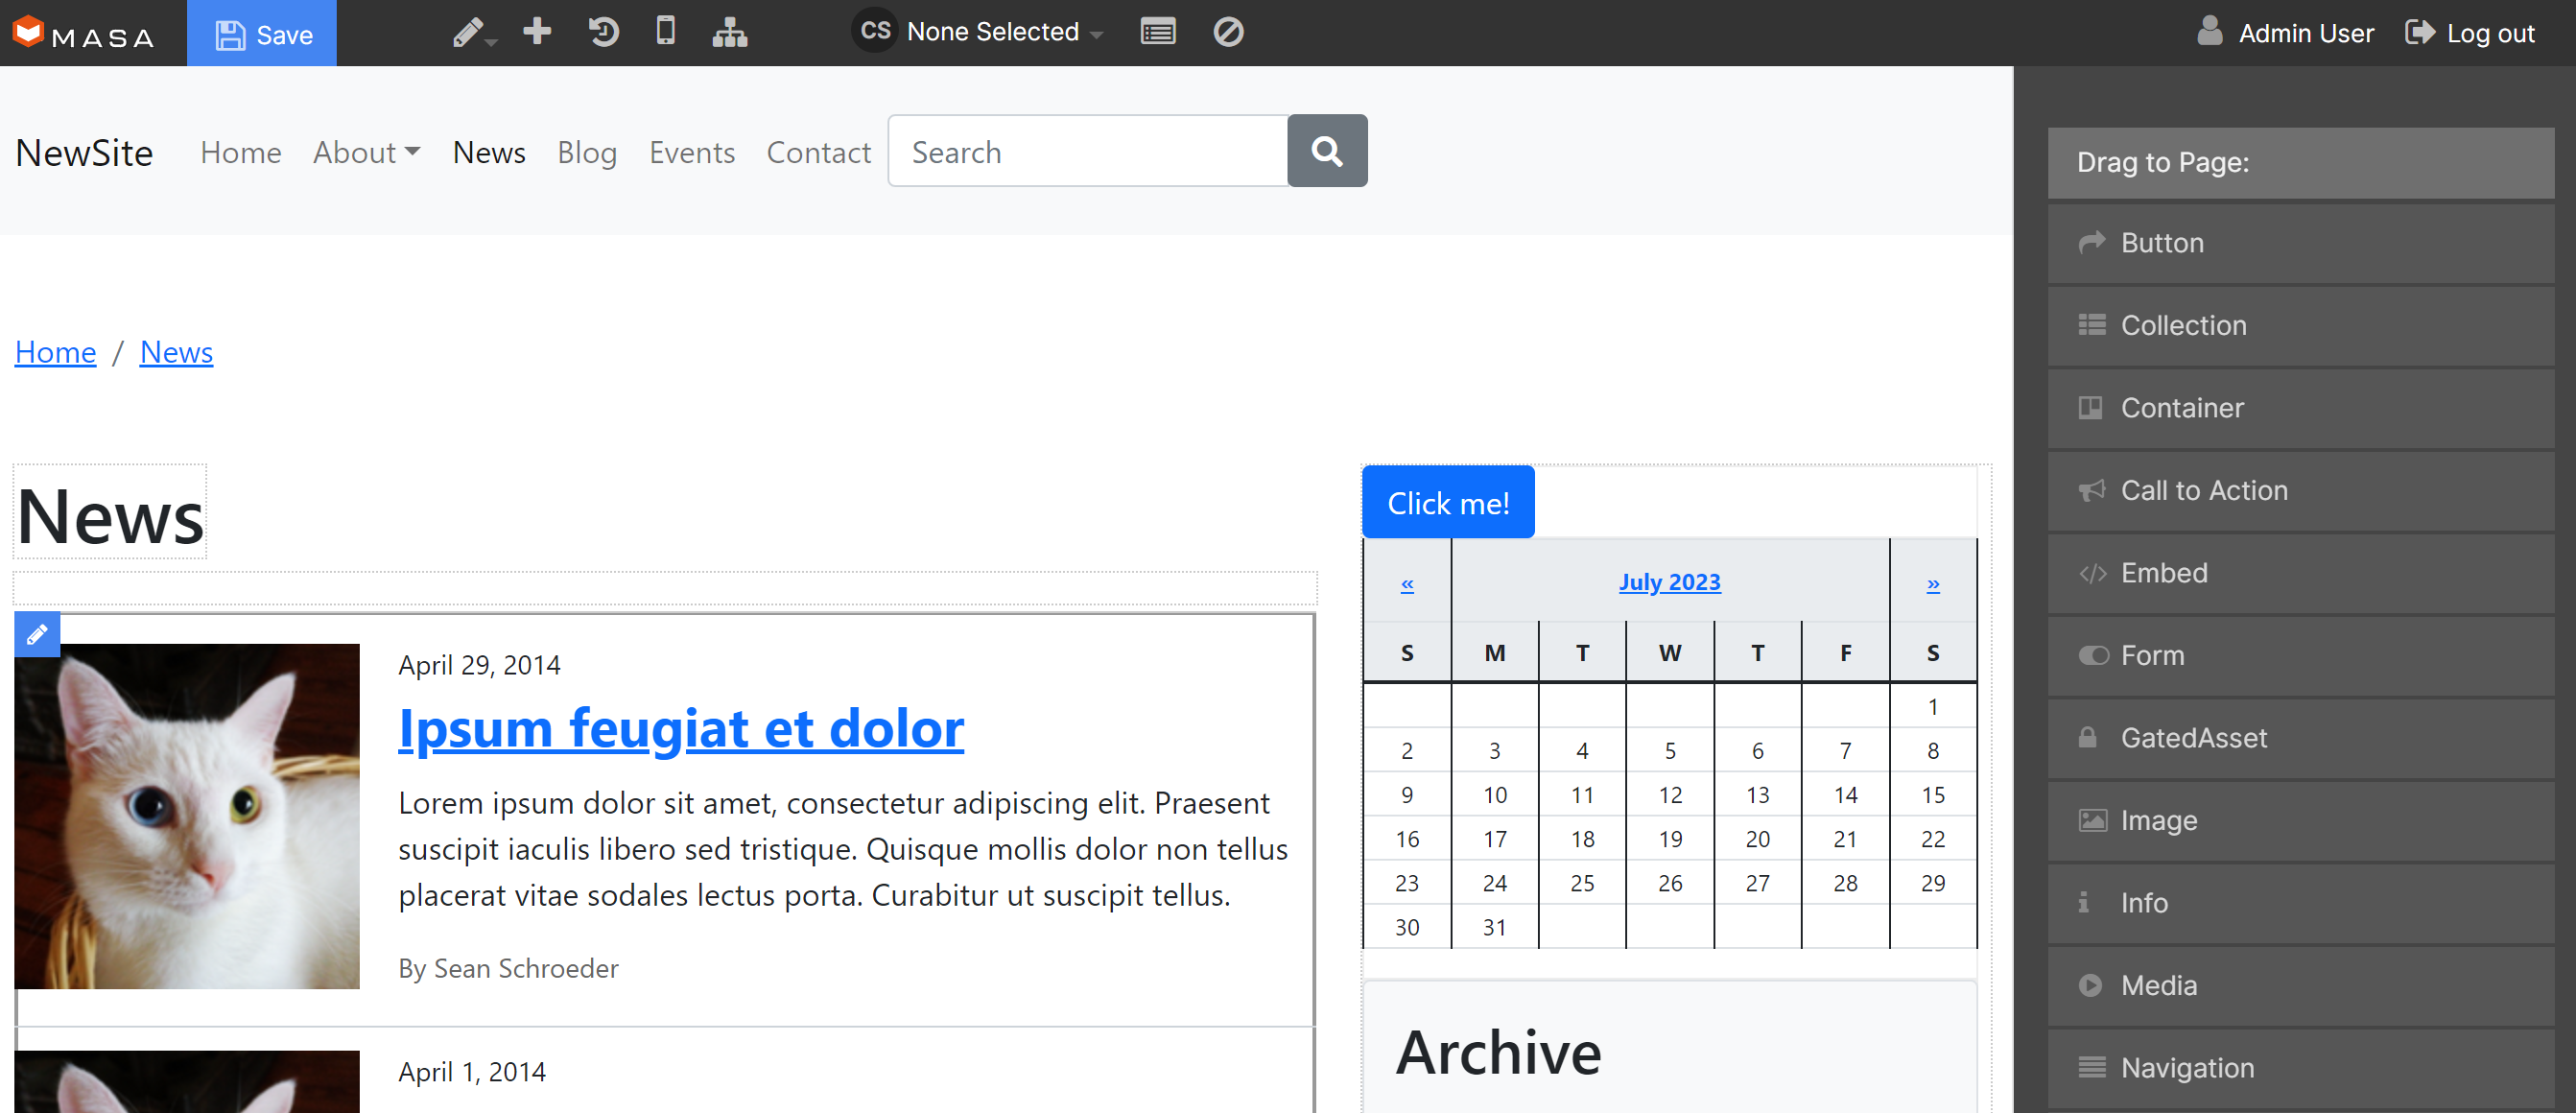 MASA
Save
CS None Selected
Admin User
Log out
NewSite
Home
About
News
Blog
Events
Contact
Search
Home / News
News
April 29, 2014
Ipsum feugiat et dolor
Lorem ipsum dolor sit amet, consectetur adipiscing elit. Praesent
suscipit iaculis libero sed tristique. Quisque mollis dolor non tellus
placerat vitae sodales lectus porta. Curabitur ut suscipit tellus.
By Sean Schroeder
April 1, 2014
Click me!
« July 2023 »
S M T W T F S
1
2 3 4 5 6 7 8
9 10 11 12 13 14 15
16 17 18 19 20 21 22
23 24 25 26 27 28 29
30 31
Archive
Drag to Page:
Button
Collection
Container
Call to Action
Embed
Form
GatedAsset
Image
Info
Media
Navigation